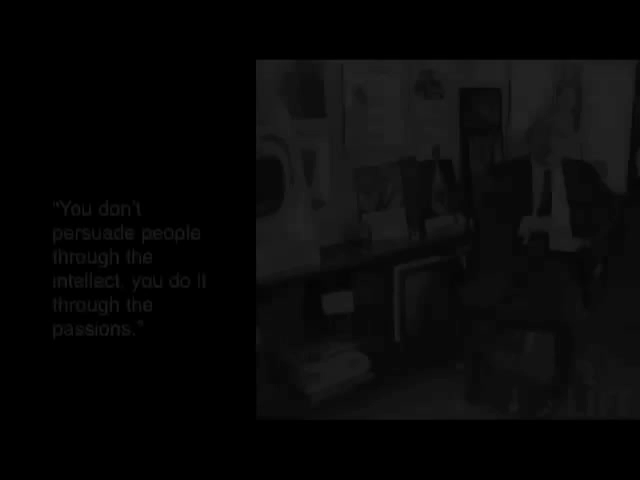 "You don't
persuade people
through the
intellect, you do it
through the
passions."